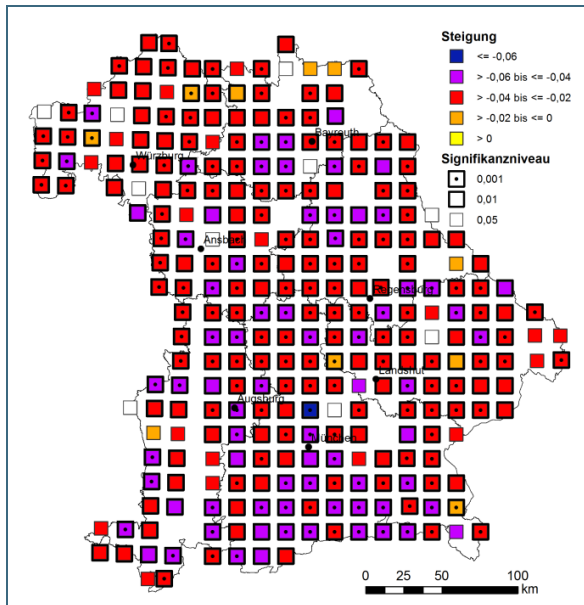 Steigung
<= -0,06
> -0,06 bis <= -0,04
> -0,04 bis <= -0,02
> -0,02 bis <= 0
> 0
Signifikanzniveau
0,001
0,01
0,05
Bayreuth
Würzburg
Ansbach
Regensburg
Landshut
Augsburg
München
0 25 50 100
km